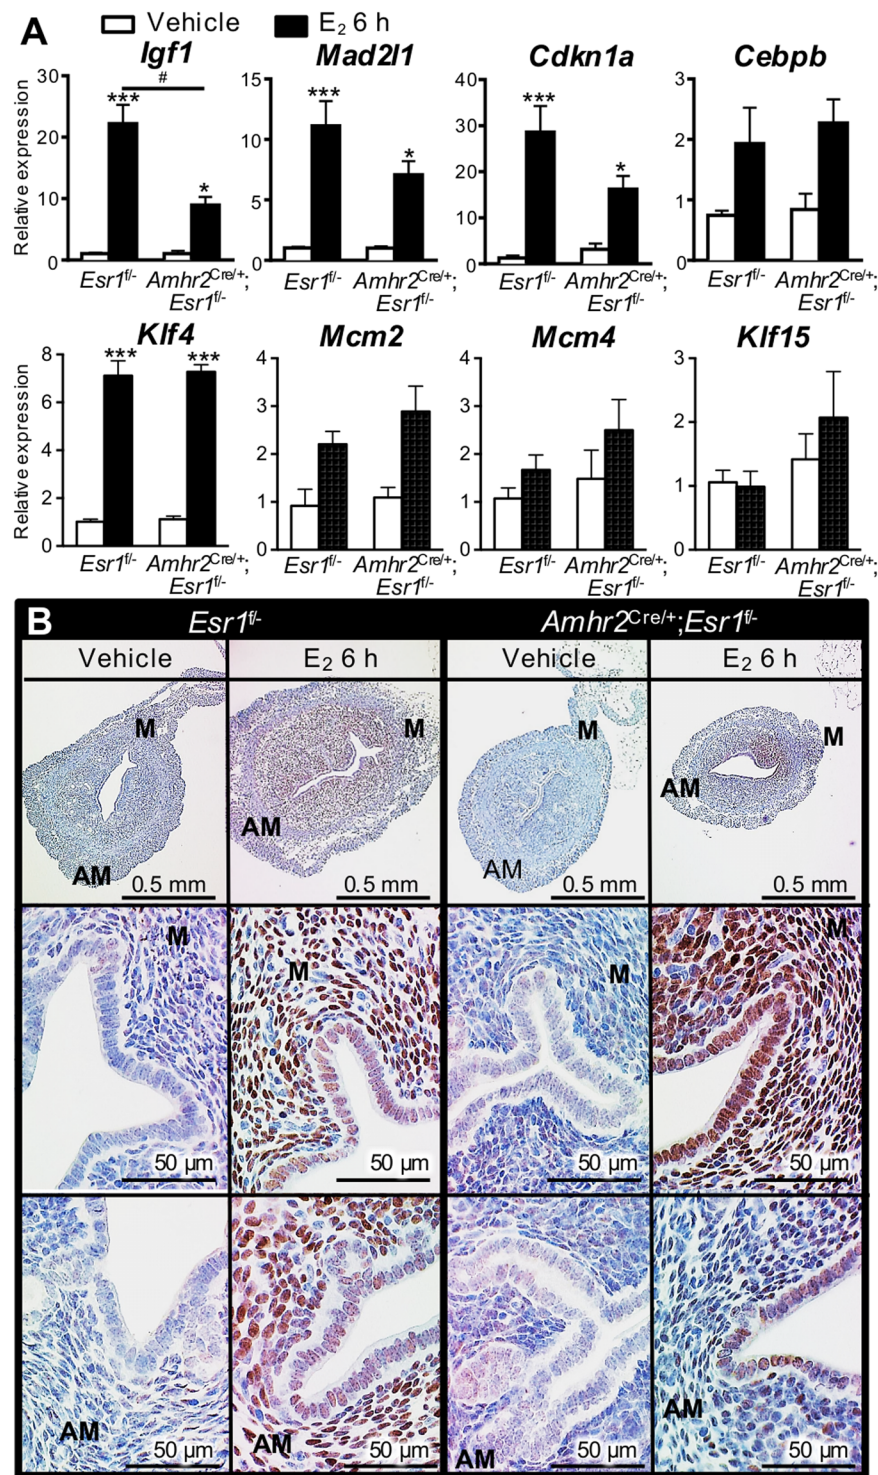 A
Vehicle E₂ 6 h
Igf1 Mad2l1 Cdkn1a Cebpb
Relative expression
30
20
10
0
***
#
*
Esr1f/- Amhr2Cre/+;
Esr1f/-
15
10
5
0
***
*
Esr1f/- Amhr2Cre/+;
Esr1f/-
40
30
20
10
0
***
*
Esr1f/- Amhr2Cre/+;
Esr1f/-
3
2
1
0
Esr1f/- Amhr2Cre/+;
Esr1f/-
Klf4 Mcm2 Mcm4 Klf15
Relative expression
8
6
4
2
0
***
***
Esr1f/- Amhr2Cre/+;
Esr1f/-
4
3
2
1
0
Esr1f/- Amhr2Cre/+;
Esr1f/-
4
3
2
1
0
Esr1f/- Amhr2Cre/+;
Esr1f/-
3
2
1
0
Esr1f/- Amhr2Cre/+;
Esr1f/-
B
Esr1f/- Amhr2Cre/+;Esr1f/-
Vehicle E₂ 6 h Vehicle E₂ 6 h
M M M M
AM AM AM AM
0.5 mm 0.5 mm 0.5 mm 0.5 mm
M M M M
50 µm 50 µm 50 µm 50 µm
AM AM AM AM
50 µm 50 µm 50 µm 50 µm